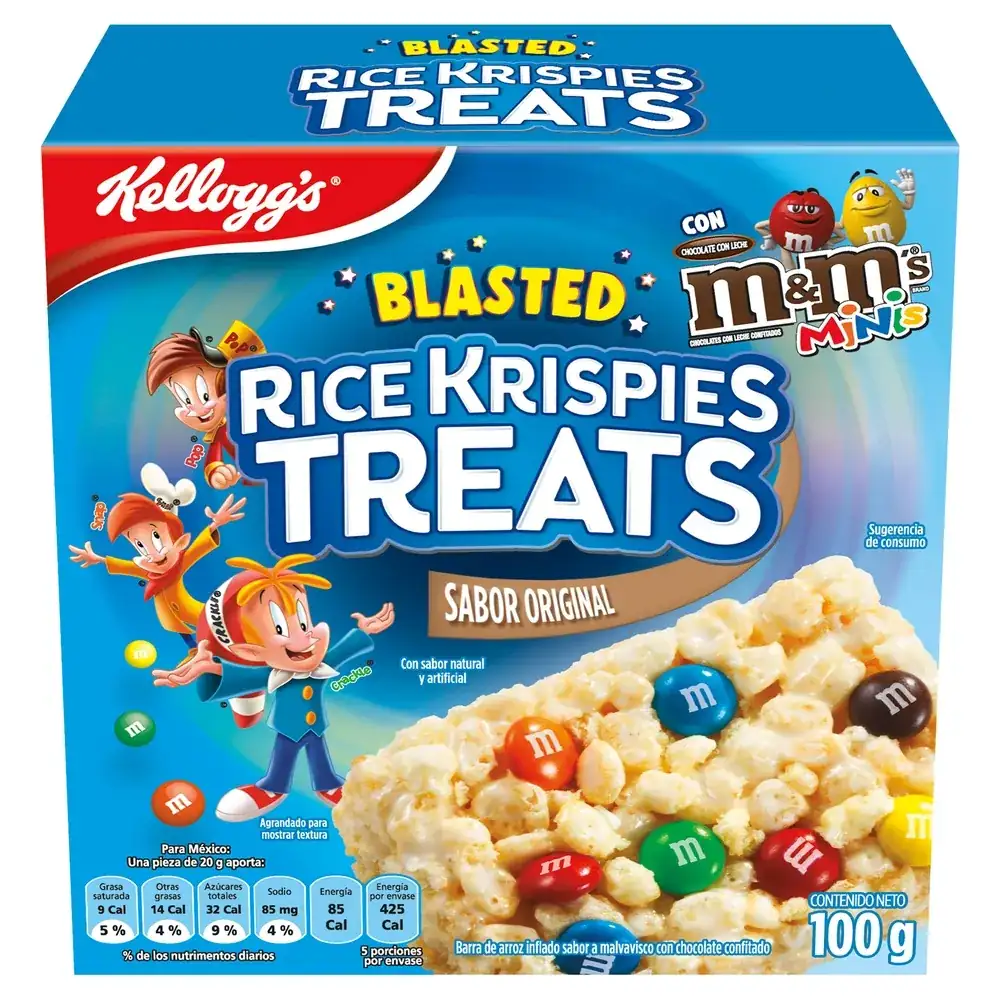 BLASTED
RICE KRISPIES
TREATS
Kellogg's®
CON
CHOCOLATE CON LECHE
m&m's
BRAND
MINIS
CHOCOLATES CON LECHE CONFITADOS
BLASTED
RICE KRISPIES
TREATS
SABOR ORIGINAL
POP®
Pop®
Snap®
CRACKLE®
Crackle®
Sugerencia
de consumo
Con sabor natural
y artificial
Agrandado para
mostrar textura
Para México:
Una pieza de 20 g aporta:
Grasa saturada 9 Cal 5 %
Otras grasas 14 Cal 4 %
Azúcares totales 32 Cal 9 %
Sodio 85 mg 4 %
Energía 85 Cal
Energía por envase 425 Cal
% de los nutrimentos diarios
5 porciones
por envase
m
m
m
m
m
m
m
m
m
m
m
Barra de arroz inflado sabor a malvavisco con chocolate confitado
CONTENIDO NETO
100 g